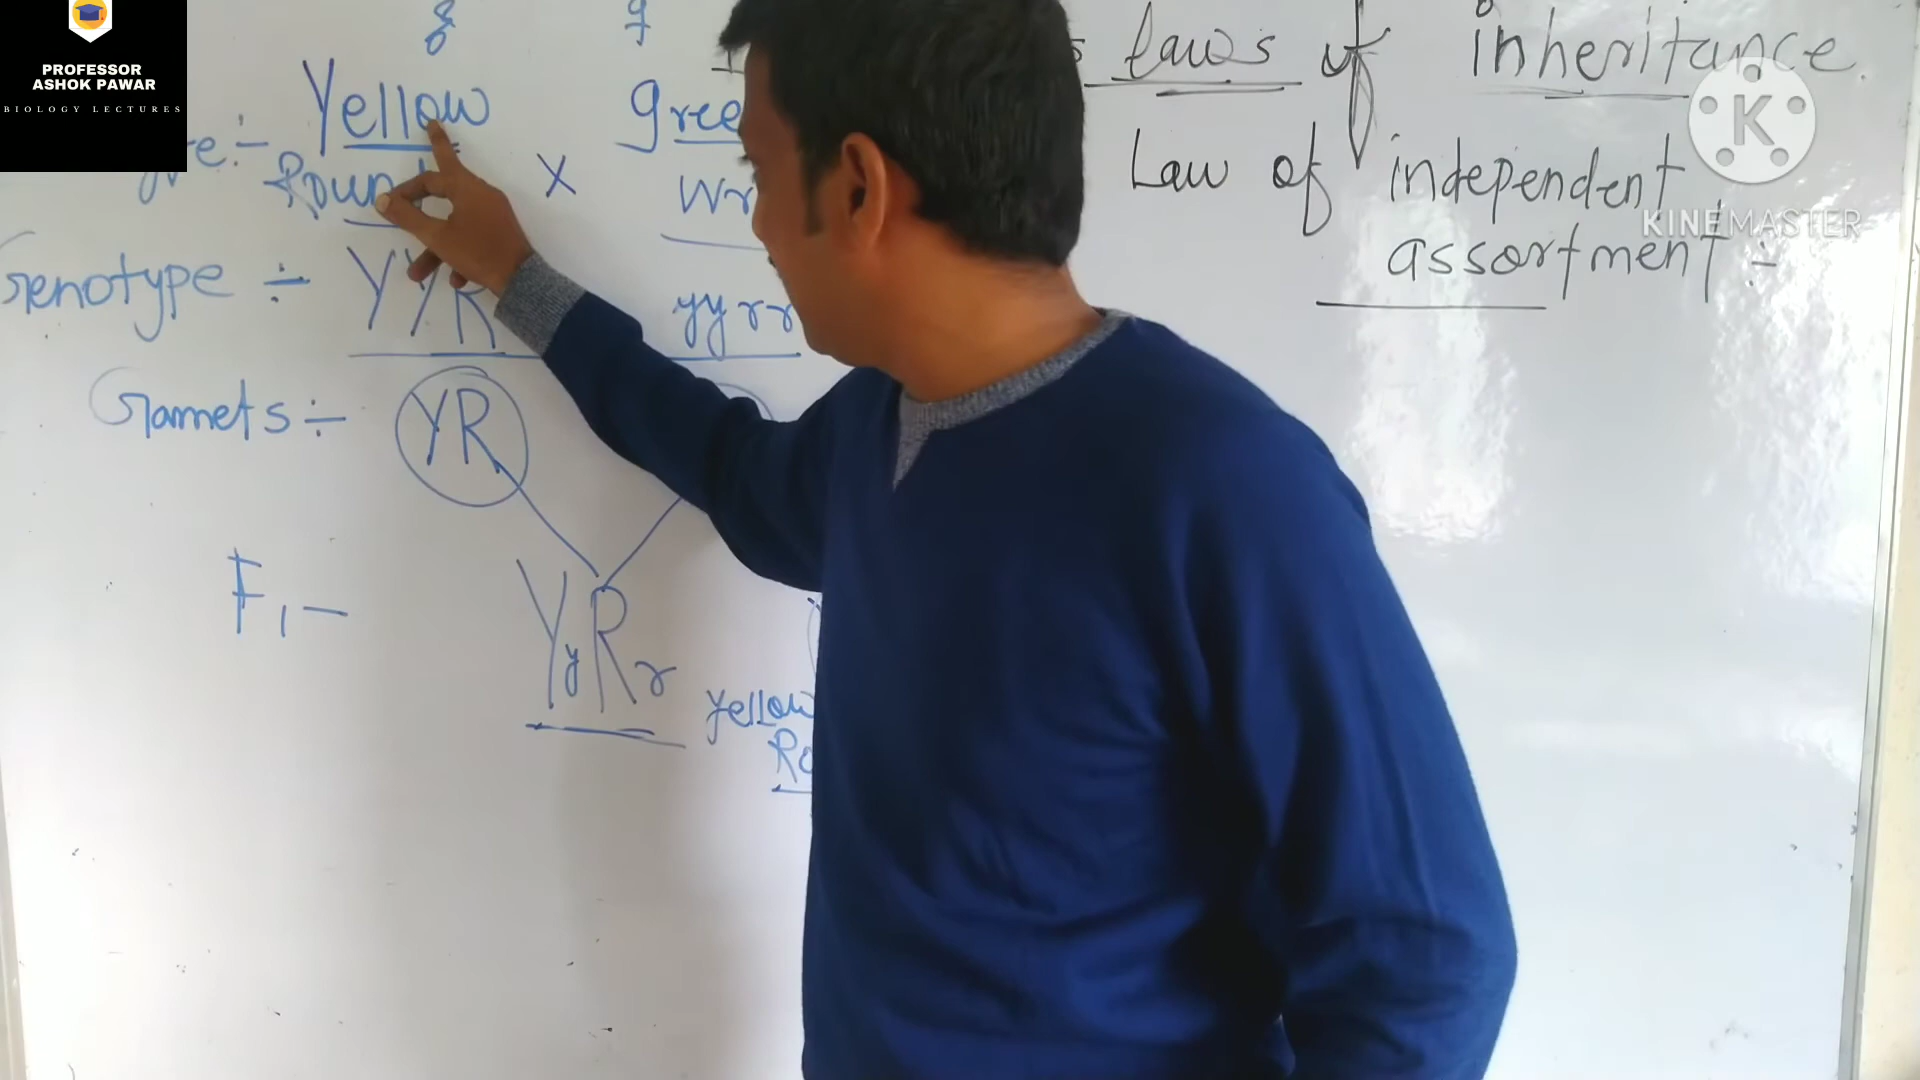 PROFESSOR
ASHOK PAWAR
BIOLOGY LECTURES
laws of inheritance.
KINEMASTER
Law of independent
assortment :-
Yellow
Round
X
Genotype :- YYR yyrr
Gamets :- YR
F1 - YyRr
yellow